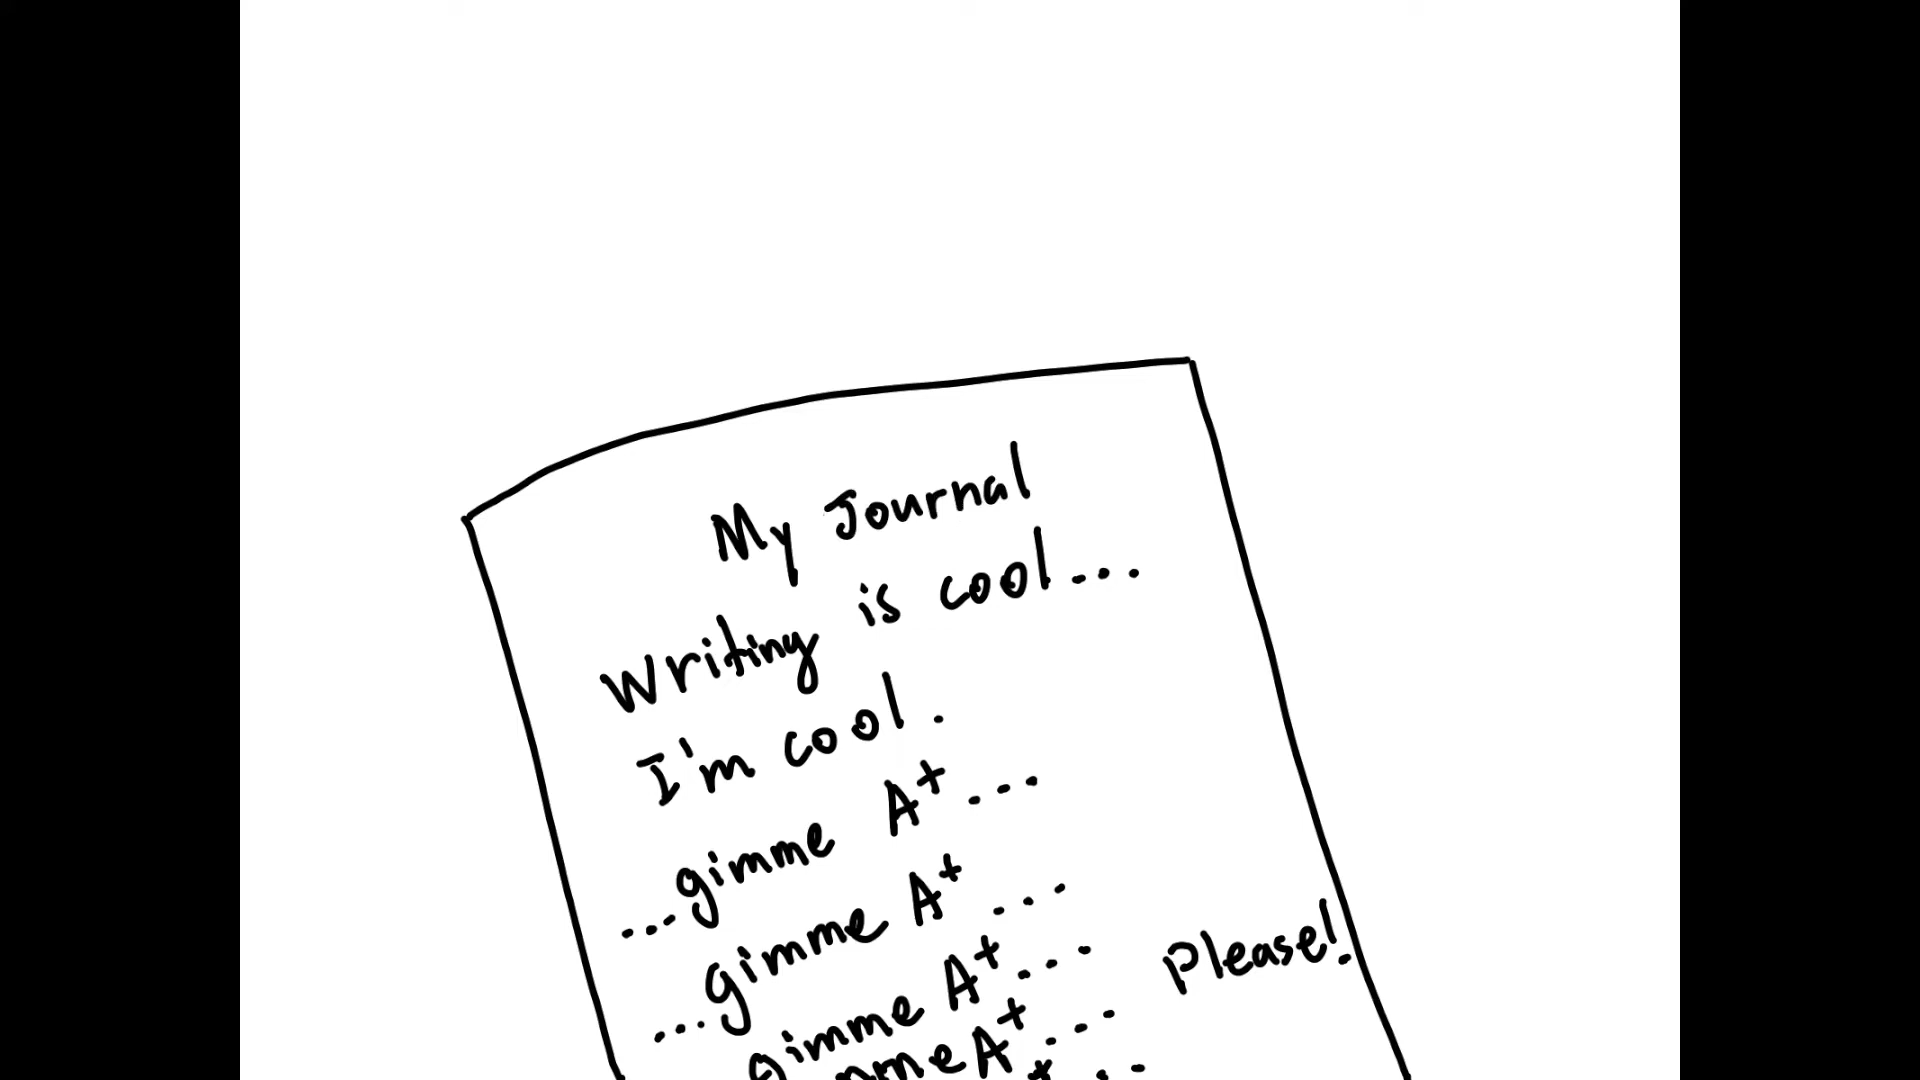 My Journal
Writing is cool...
I'm cool.
...gimme A+...
...gimme A+...
gimme A+... Please!
A+...